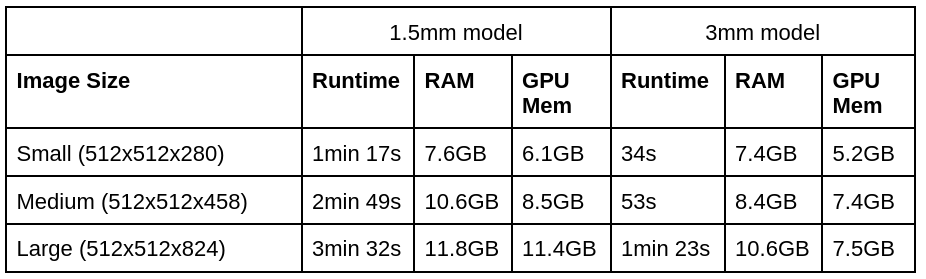 1.5mm model 3mm model
Image Size Runtime RAM GPU Mem Runtime RAM GPU Mem
Small (512x512x280) 1min 17s 7.6GB 6.1GB 34s 7.4GB 5.2GB
Medium (512x512x458) 2min 49s 10.6GB 8.5GB 53s 8.4GB 7.4GB
Large (512x512x824) 3min 32s 11.8GB 11.4GB 1min 23s 10.6GB 7.5GB